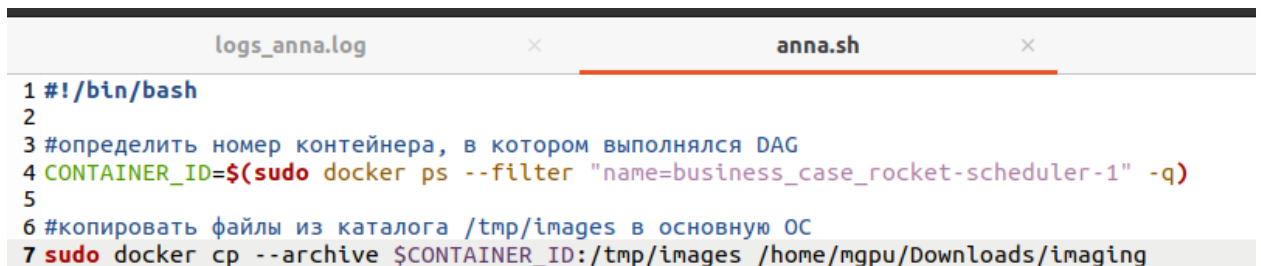 logs_anna.log × anna.sh ×
1 #!/bin/bash
2
3 #определить номер контейнера, в котором выполнялся DAG
4 CONTAINER_ID=$(sudo docker ps --filter "name=business_case_rocket-scheduler-1" -q)
5
6 #копировать файлы из каталога /tmp/images в основную ОС
7 sudo docker cp --archive $CONTAINER_ID:/tmp/images /home/mgpu/Downloads/imaging